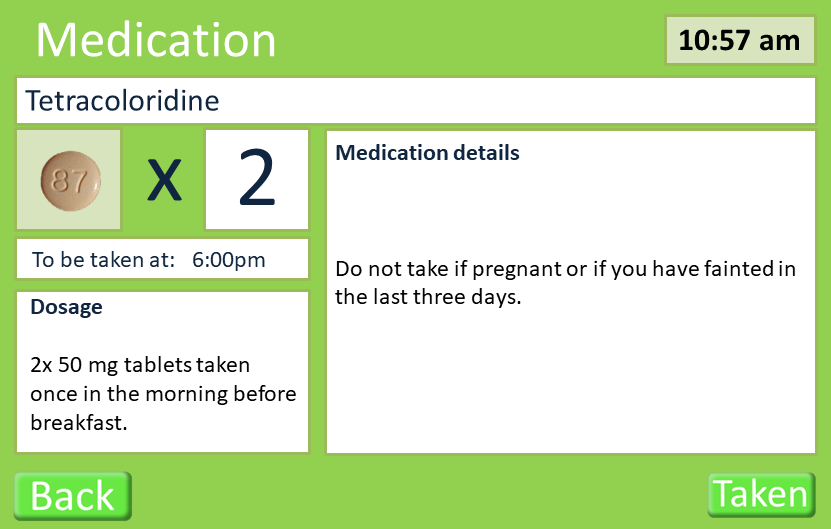 Medication
10:57 am
Tetracoloridine
87
X
2
To be taken at: 6:00pm
Dosage
2x 50 mg tablets taken
once in the morning before
breakfast.
Medication details
Do not take if pregnant or if you have fainted in
the last three days.
Back
Taken